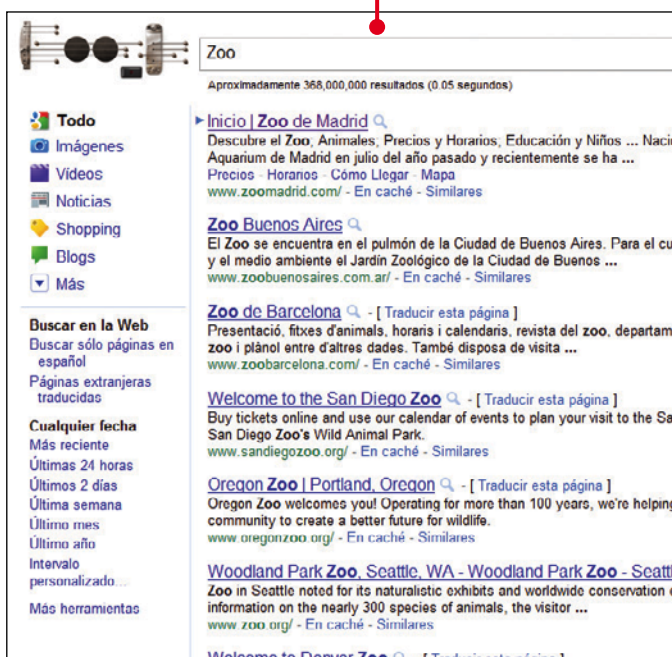 Zoo
Aproximadamente 368,000,000 resultados (0.05 segundos)
Todo
Imágenes
Vídeos
Noticias
Shopping
Blogs
Más
Buscar en la Web
Buscar sólo páginas en
español
Páginas extranjeras
traducidas
Cualquier fecha
Más reciente
Últimas 24 horas
Últimos 2 días
Última semana
Último mes
Último año
Intervalo
personalizado...
Más herramientas
Inicio | Zoo de Madrid
Descubre el Zoo; Animales; Precios y Horarios; Educación y Niños ...
Aquarium de Madrid en julio del año pasado y recientemente se ha ...
Precios - Horarios - Cómo Llegar - Mapa
www.zoomadrid.com/ - En caché - Similares
Zoo Buenos Aires
El Zoo se encuentra en el pulmón de la Ciudad de Buenos Aires. Para el
y el medio ambiente el Jardín Zoológico de la Ciudad de Buenos ...
www.zoobuenosaires.com.ar/ - En caché - Similares
Zoo de Barcelona - [ Traducir esta página ]
Presentació, fitxes d'animals, horaris i calendaris, revista del zoo,
zoo i plànol entre d'altres dades. També disposa de visita ...
www.zoobarcelona.com/ - En caché - Similares
Welcome to the San Diego Zoo - [ Traducir esta página ]
Buy tickets online and use our calendar of events to plan your visit to the
San Diego Zoo's Wild Animal Park.
www.sandiegozoo.org/ - En caché - Similares
Oregon Zoo | Portland, Oregon - [ Traducir esta página ]
Oregon Zoo welcomes you! Operating for more than 100 years, we're helping
community to create a better future for wildlife.
www.oregonzoo.org/ - En caché - Similares
Woodland Park Zoo, Seattle, WA - Woodland Park Zoo -
Zoo in Seattle noted for its naturalistic exhibits and worldwide conservation
information on the nearly 300 species of animals, the visitor ...
www.zoo.org/ - En caché - Similares
Welcome to Denver Zoo - [ Traducir esta página ]